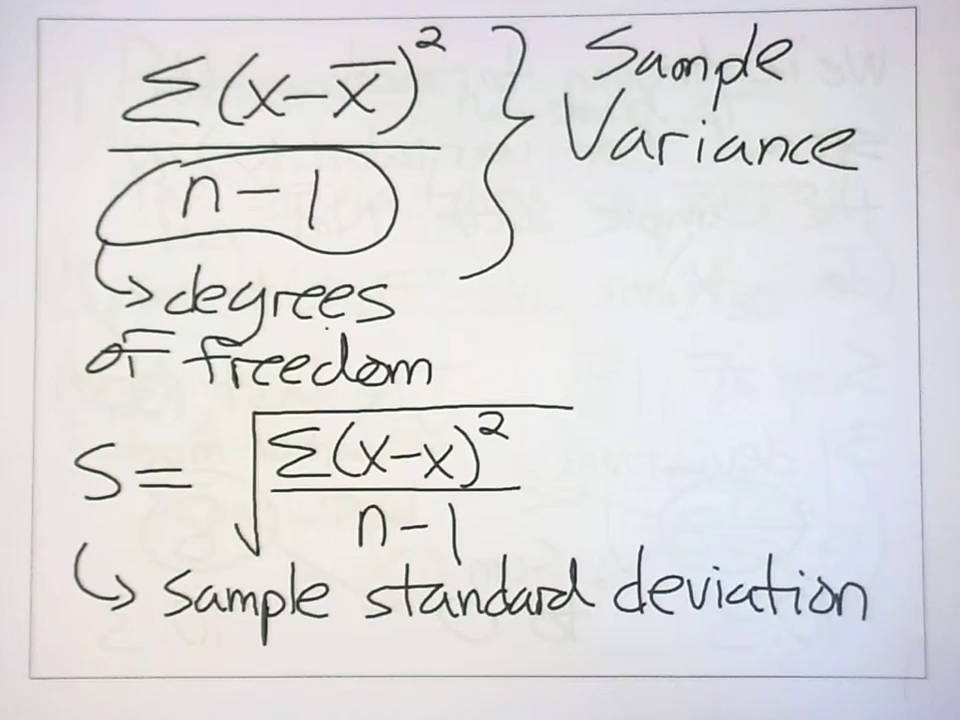 Σ(x-x̅)² } Sample Variance
n-1
↳ degrees
of freedom
S = √(Σ(x-x)² / n-1)
↳ Sample standard deviation